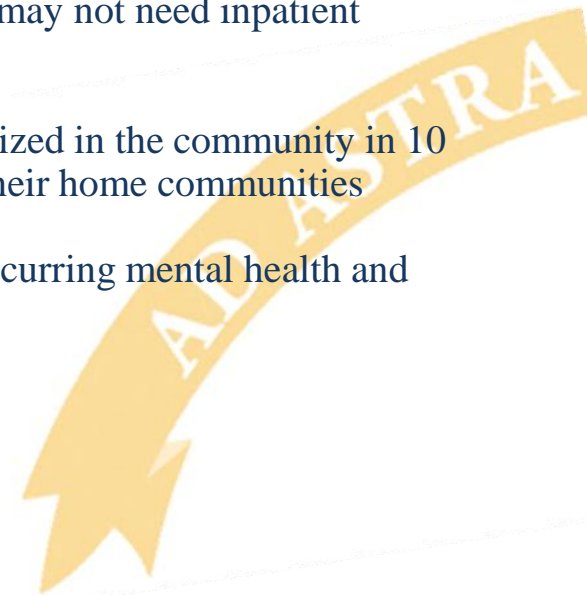 may not need inpatient
ized in the community in 10
heir home communities
curring mental health and
AD ASTRA